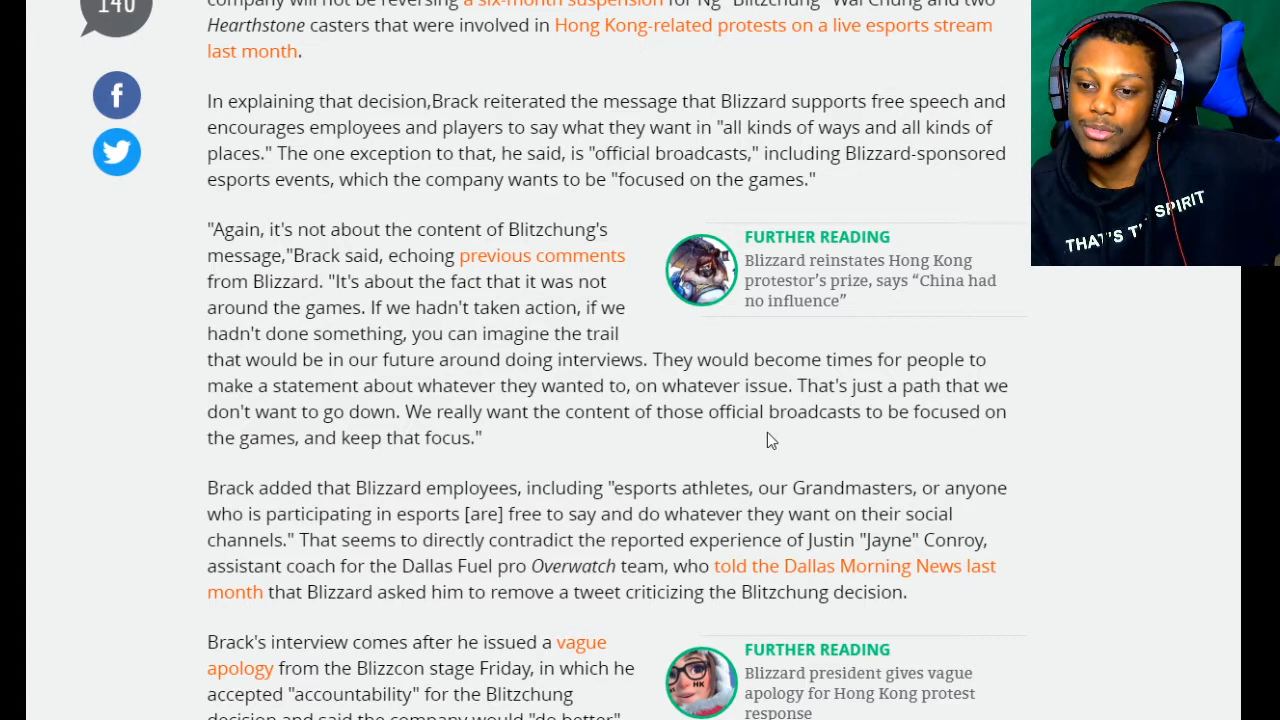 140
company will not be reversing a six-month suspension for Ng "Blitzchung" Wai Chung and two
Hearthstone casters that were involved in Hong Kong-related protests on a live esports stream
last month.
In explaining that decision,Brack reiterated the message that Blizzard supports free speech and
encourages employees and players to say what they want in "all kinds of ways and all kinds of
places." The one exception to that, he said, is "official broadcasts," including Blizzard-sponsored
esports events, which the company wants to be "focused on the games."
"Again, it's not about the content of Blitzchung's
message,"Brack said, echoing previous comments
from Blizzard. "It's about the fact that it was not
around the games. If we hadn't taken action, if we
hadn't done something, you can imagine the trail
that would be in our future around doing interviews. They would become times for people to
make a statement about whatever they wanted to, on whatever issue. That's just a path that we
don't want to go down. We really want the content of those official broadcasts to be focused on
the games, and keep that focus."
FURTHER READING
Blizzard reinstates Hong Kong
protestor's prize, says “China had
no influence”
Brack added that Blizzard employees, including "esports athletes, our Grandmasters, or anyone
who is participating in esports [are] free to say and do whatever they want on their social
channels." That seems to directly contradict the reported experience of Justin "Jayne" Conroy,
assistant coach for the Dallas Fuel pro Overwatch team, who told the Dallas Morning News last
month that Blizzard asked him to remove a tweet criticizing the Blitzchung decision.
Brack's interview comes after he issued a vague
apology from the Blizzcon stage Friday, in which he
accepted "accountability" for the Blitzchung
decision and said the company would "do better"
FURTHER READING
Blizzard president gives vague
apology for Hong Kong protest
response
HK
THAT'S T SPIRIT